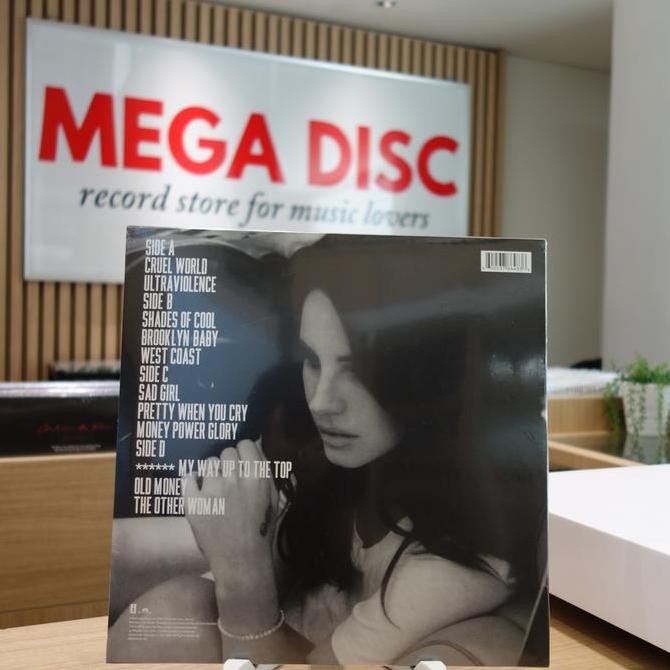 MEGA DISC
record store for music lovers
SIDE A
CRUEL WORLD
ULTRAVIOLENCE
SIDE B
SHADES OF COOL
BROOKLYN BABY
WEST COAST
SIDE C
SAD GIRL
PRETTY WHEN YOU CRY
MONEY POWER GLORY
SIDE D
****** MY WAY UP TO THE TOP
OLD MONEY
THE OTHER WOMAN